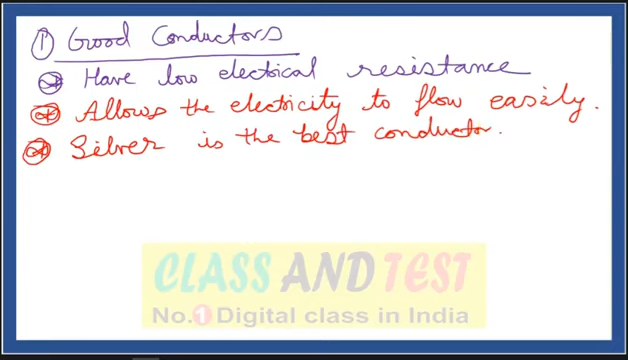 ① Good Conductors
Have low electrical resistance
Allows the electricity to flow easily.
Silver is the best conductor.
CLASS AND TEST
No.1 Digital class in India